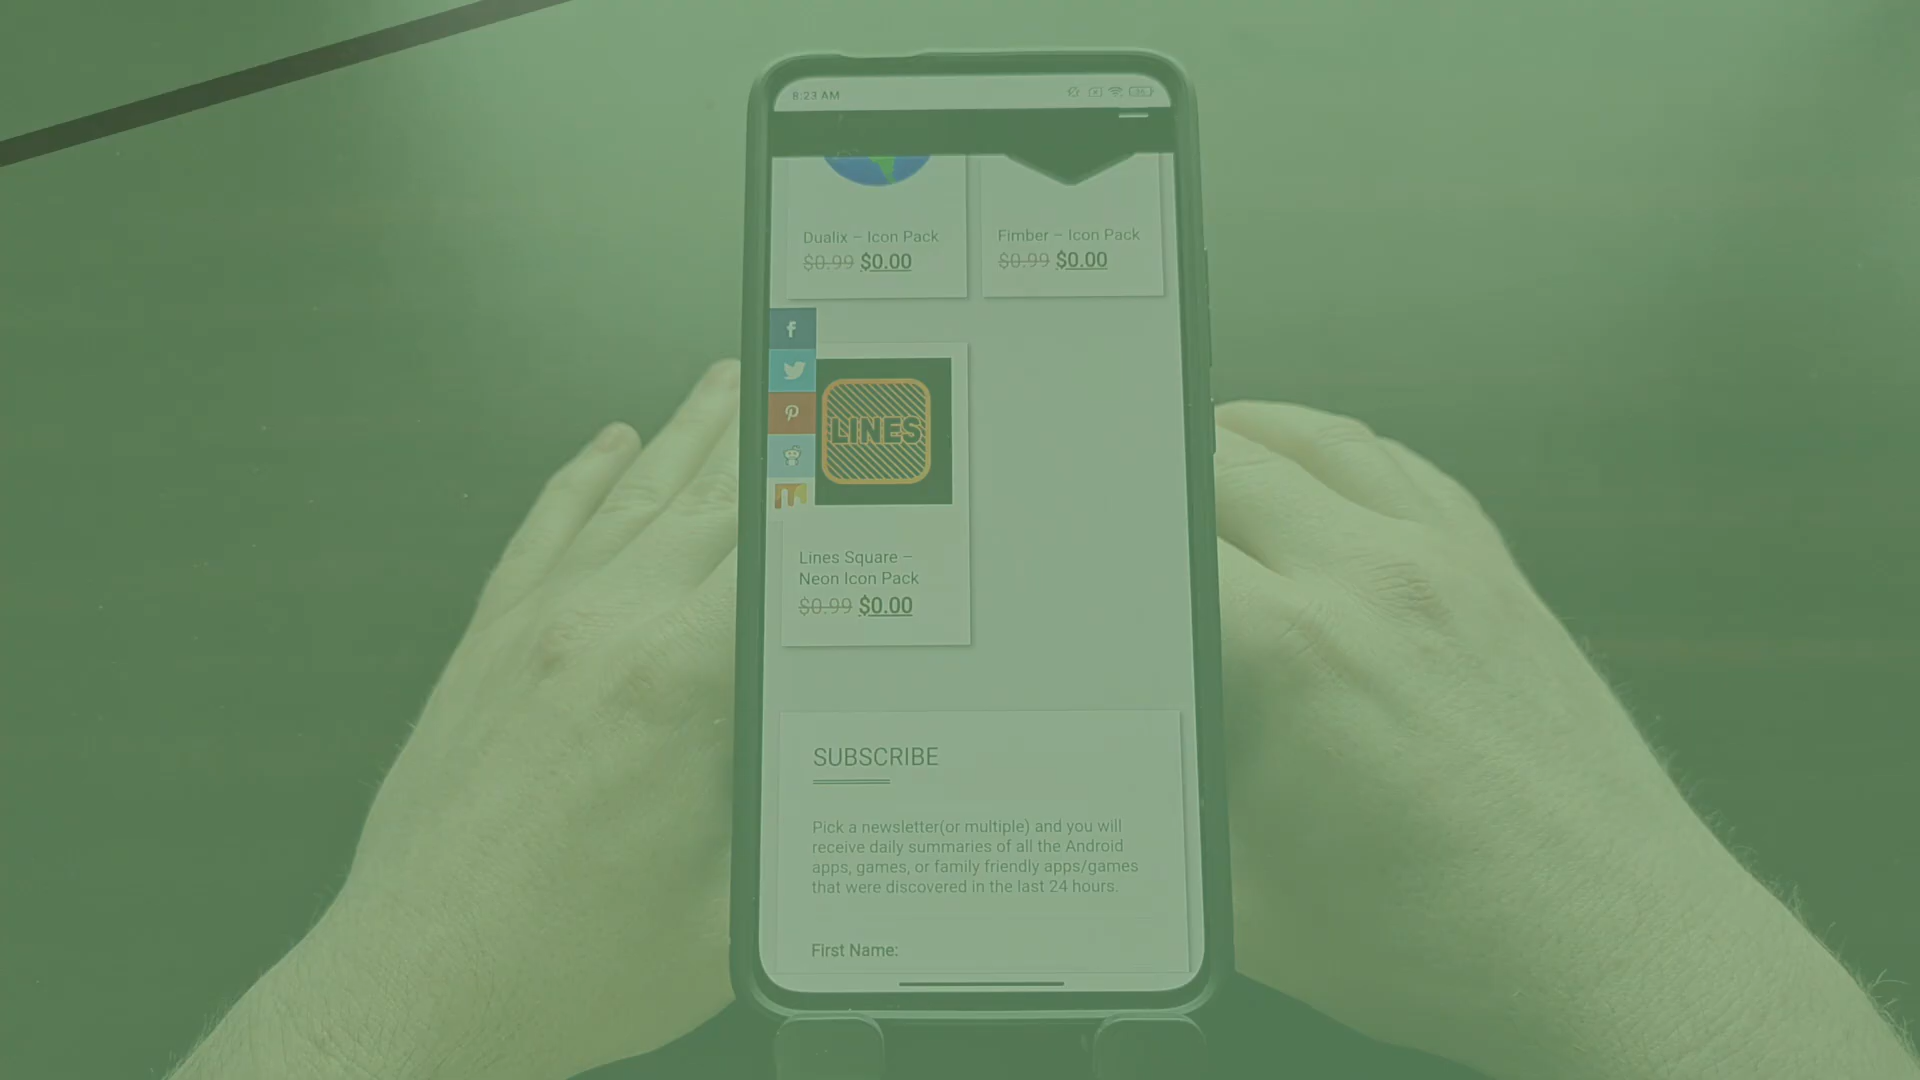 8:23 AM
Dualix – Icon Pack
$0.99 $0.00
Fimber – Icon Pack
$0.99 $0.00
LINES
Lines Square –
Neon Icon Pack
$0.99 $0.00
SUBSCRIBE
Pick a newsletter(or multiple) and you will
receive daily summaries of all the Android
apps, games, or family friendly apps/games
that were discovered in the last 24 hours.
First Name: